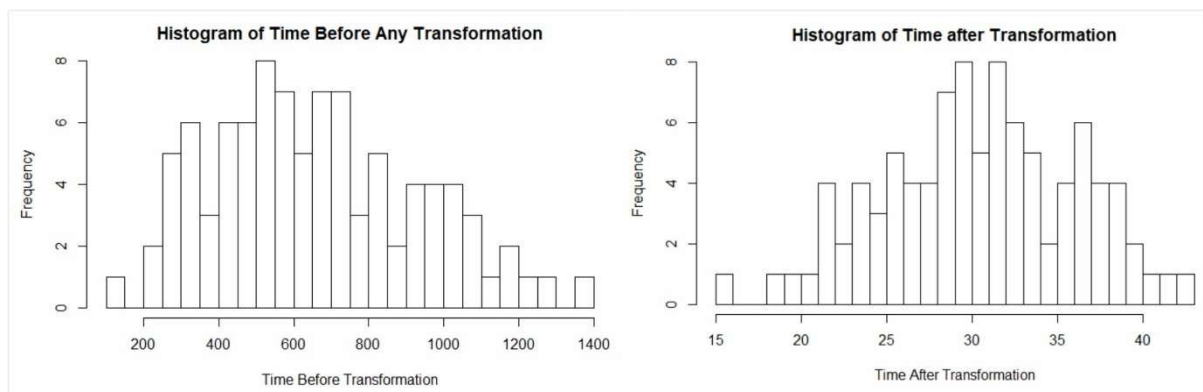 Histogram of Time Before Any Transformation
Frequency
0 2 4 6 8
200 400 600 800 1000 1200 1400
Time Before Transformation
Histogram of Time after Transformation
Frequency
0 2 4 6 8
15 20 25 30 35 40
Time After Transformation